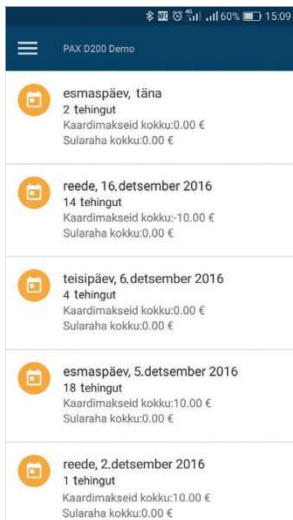 4G 60% 15:09
PAX D200 Demo
esmaspäev, täna
2 tehingut
Kaardimakseid kokku:0.00 €
Sularaha kokku:0.00 €
reede, 16.detsember 2016
14 tehingut
Kaardimakseid kokku:-10.00 €
Sularaha kokku:0.00 €
teisipäev, 6.detsember 2016
4 tehingut
Kaardimakseid kokku:0.00 €
Sularaha kokku:0.00 €
esmaspäev, 5.detsember 2016
18 tehingut
Kaardimakseid kokku:10.00 €
Sularaha kokku:0.00 €
reede, 2.detsember 2016
1 tehingut
Kaardimakseid kokku:10.00 €
Sularaha kokku:0.00 €